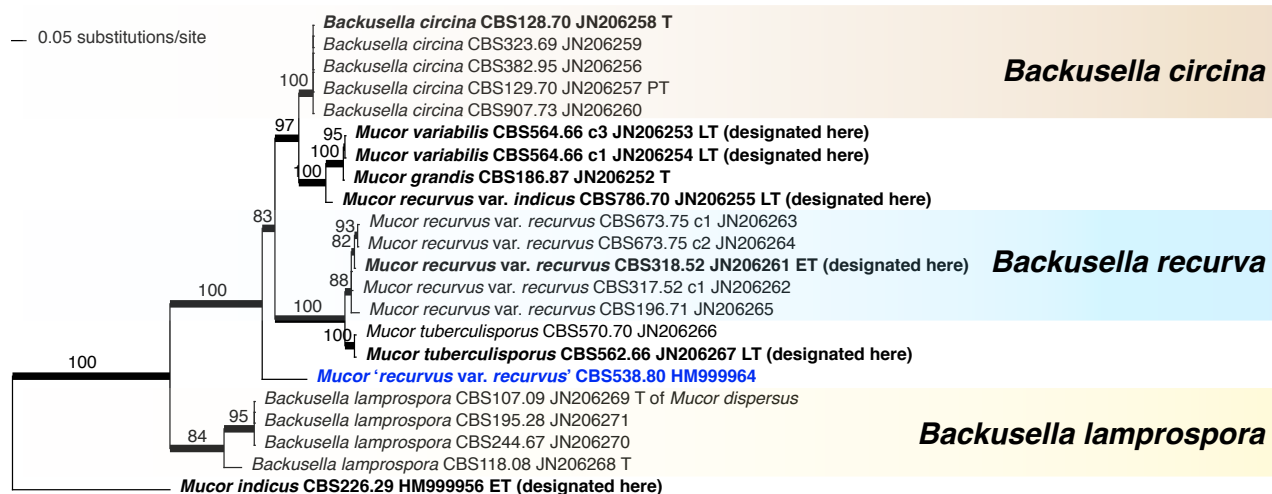 Backusella circina CBS128.70 JN206258 T
0.05 substitutions/site
Backusella circina CBS323.69 JN206259
Backusella circina CBS382.95 JN206256
Backusella circina
100
Backusella circina CBS129.70 JN206257 PT
Backusella circina CBS907.73 JN206260
97
95
Mucor variabilis CBS564.66 c3 JN206253 LT (designated here)
100
Mucor variabilis CBS564.66 c1 JN206254 LT (designated here)
100
Mucor grandis CBS186.87 JN206252 T
Mucor recurvus var. indicus CBS786.70 JN206255 LT (designated here)
83
93
Mucor recurvus var. recurvus CBS673.75 c1 JN206263
82
Mucor recurvus var. recurvus CBS673.75 c2 JN206264
Mucor recurvus var. recurvus CBS318.52 JN206261 ET (designated here)
Backusella recurva
88
Mucor recurvus var. recurvus CBS317.52 c1 JN206262
100
100
Mucor recurvus var. recurvus CBS196.71 JN206265
Mucor tuberculisporus CBS570.70 JN206266
100
Mucor tuberculisporus CBS562.66 JN206267 LT (designated here)
100
Mucor ‘recurvus var. recurvus’ CBS538.80 HM999964
Backusella lamprospora CBS107.09 JN206269 T of Mucor dispersus
95
Backusella lamprospora CBS195.28 JN206271
84
Backusella lamprospora CBS244.67 JN206270
Backusella lamprospora
Backusella lamprospora CBS118.08 JN206268 T
Mucor indicus CBS226.29 HM999956 ET (designated here)